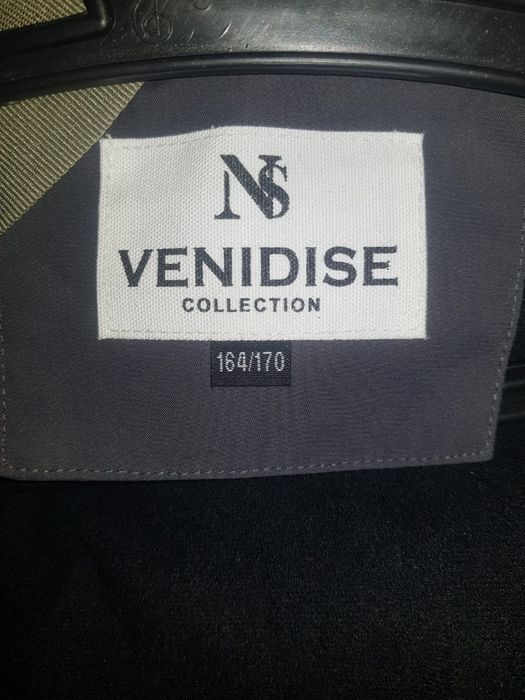 NS
VENIDISE
COLLECTION
164/170